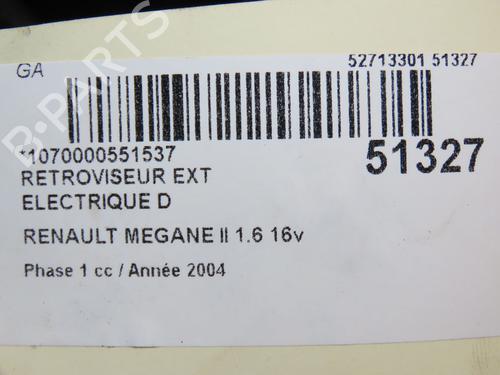 GA
52713301 51327
*1070000551537
51327
RETROVISEUR EXT
ELECTRIQUE D
RENAULT MEGANE II 1.6 16v
Phase 1 cc / Année 2004
B-PARTS